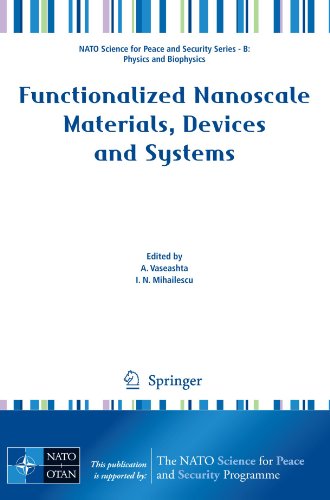 NATO Science for Peace and Security Series - B:
Physics and Biophysics
Functionalized Nanoscale
Materials, Devices
and Systems
Edited by
A. Vaseashta
I. N. Mihailescu
Springer
NATO
OTAN
This publication
is supported by:
The NATO Science for Peace
and Security Programme